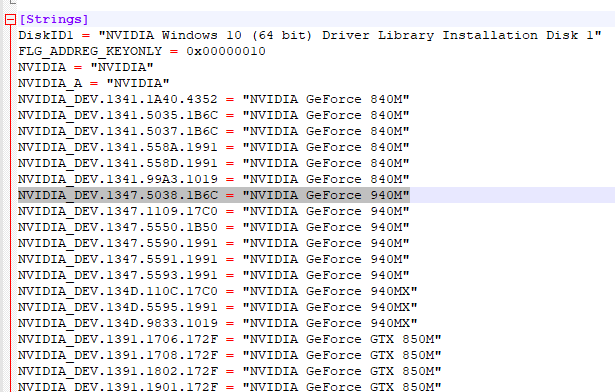 [Strings]
DiskID1 = "NVIDIA Windows 10 (64 bit) Driver Library Installation Disk 1"
FLG_ADDREG_KEYONLY = 0x00000010
NVIDIA = "NVIDIA"
NVIDIA_A = "NVIDIA"
NVIDIA_DEV.1341.1A40.4352 = "NVIDIA GeForce 840M"
NVIDIA_DEV.1341.5035.1B6C = "NVIDIA GeForce 840M"
NVIDIA_DEV.1341.5037.1B6C = "NVIDIA GeForce 840M"
NVIDIA_DEV.1341.558A.1991 = "NVIDIA GeForce 840M"
NVIDIA_DEV.1341.558D.1991 = "NVIDIA GeForce 840M"
NVIDIA_DEV.1341.99A3.1019 = "NVIDIA GeForce 840M"
NVIDIA_DEV.1347.5038.1B6C = "NVIDIA GeForce 940M"
NVIDIA_DEV.1347.1109.17C0 = "NVIDIA GeForce 940M"
NVIDIA_DEV.1347.5550.1B50 = "NVIDIA GeForce 940M"
NVIDIA_DEV.1347.5590.1991 = "NVIDIA GeForce 940M"
NVIDIA_DEV.1347.5591.1991 = "NVIDIA GeForce 940M"
NVIDIA_DEV.1347.5593.1991 = "NVIDIA GeForce 940M"
NVIDIA_DEV.134D.110C.17C0 = "NVIDIA GeForce 940MX"
NVIDIA_DEV.134D.5595.1991 = "NVIDIA GeForce 940MX"
NVIDIA_DEV.134D.9833.1019 = "NVIDIA GeForce 940MX"
NVIDIA_DEV.1391.1706.172F = "NVIDIA GeForce GTX 850M"
NVIDIA_DEV.1391.1708.172F = "NVIDIA GeForce GTX 850M"
NVIDIA_DEV.1391.1802.172F = "NVIDIA GeForce GTX 850M"
NVIDIA_DEV.1391.1901.172F = "NVIDIA GeForce GTX 850M"